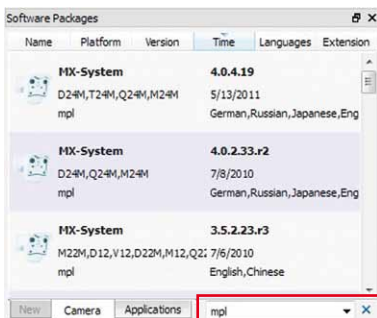 Software Packages
Name Platform Version Time Languages Extension
MX-System 4.0.4.19
D24M,T24M,Q24M,M24M 5/13/2011
mpl German,Russian,Japanese,Eng
MX-System 4.0.2.33.r2
D24M,Q24M,M24M 7/8/2010
mpl German,Russian,Japanese,Eng
MX-System 3.5.2.23.r3
M22M,D12,V12,D22M,M12,Q22 7/6/2010
mpl English,Chinese
New Camera Applications mpl